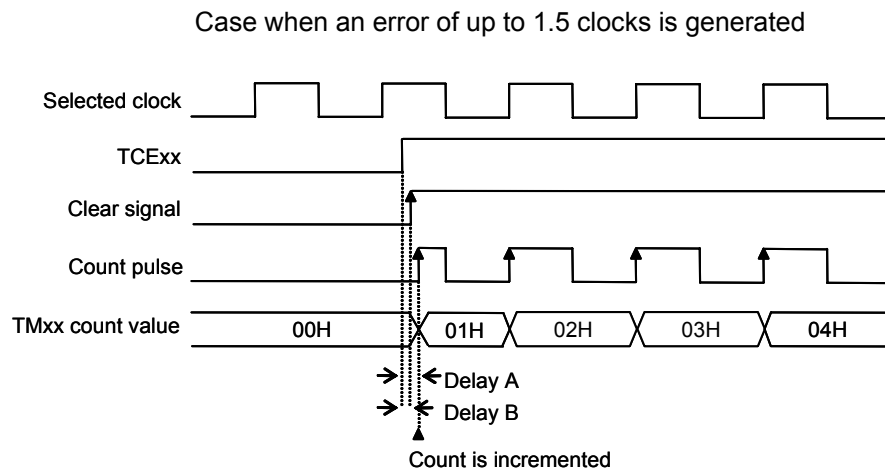 Case when an error of up to 1.5 clocks is generated
Selected clock
TCExx
Clear signal
Count pulse
TMxx count value
00H 01H 02H 03H 04H
Delay A
Delay B
Count is incremented